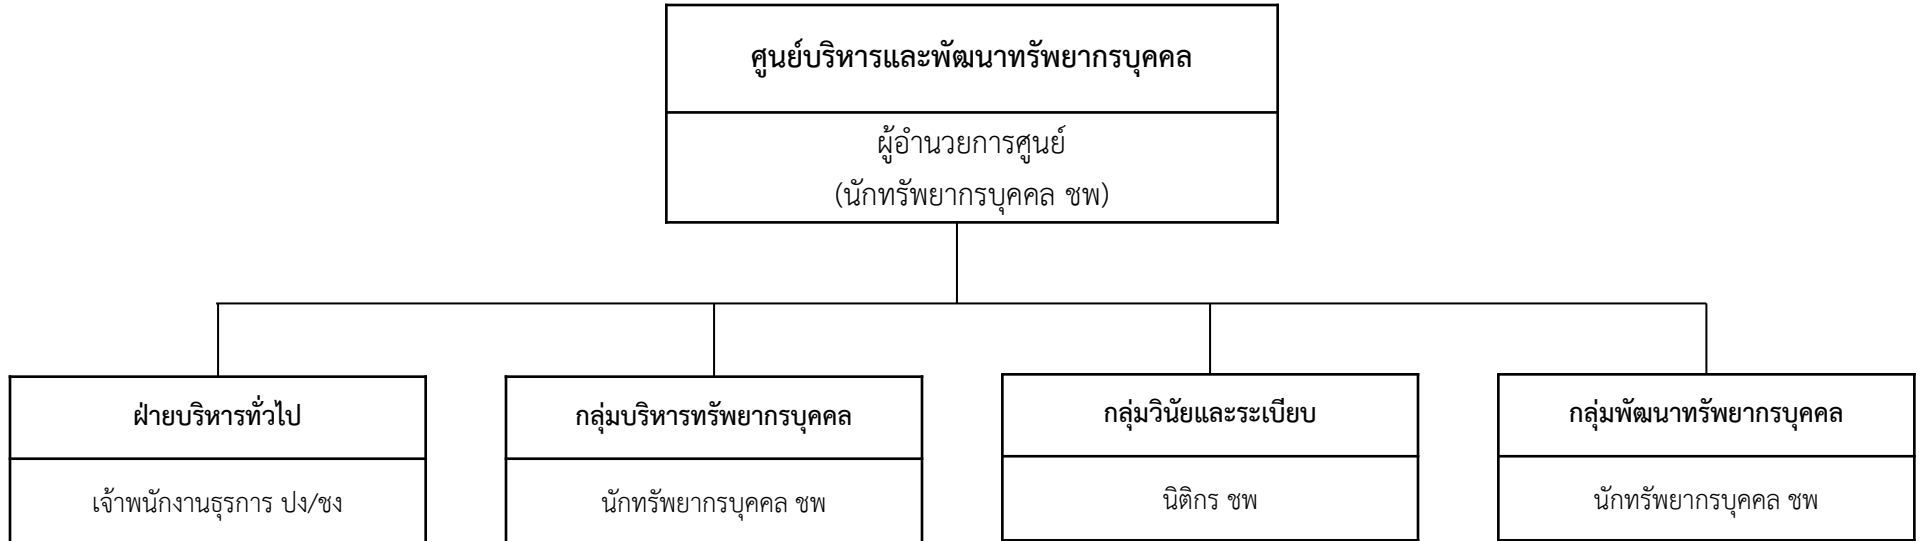 ศูนย์บริหารและพัฒนาทรัพยากรบุคคล
ผู้อำนวยการศูนย์
(นักทรัพยากรบุคคล ชพ)
ฝ่ายบริหารทั่วไป
เจ้าพนักงานธุรการ ปง/ชง
กลุ่มบริหารทรัพยากรบุคคล
นักทรัพยากรบุคคล ชพ
กลุ่มวินัยและระเบียบ
นิติกร ชพ
กลุ่มพัฒนาทรัพยากรบุคคล
นักทรัพยากรบุคคล ชพ